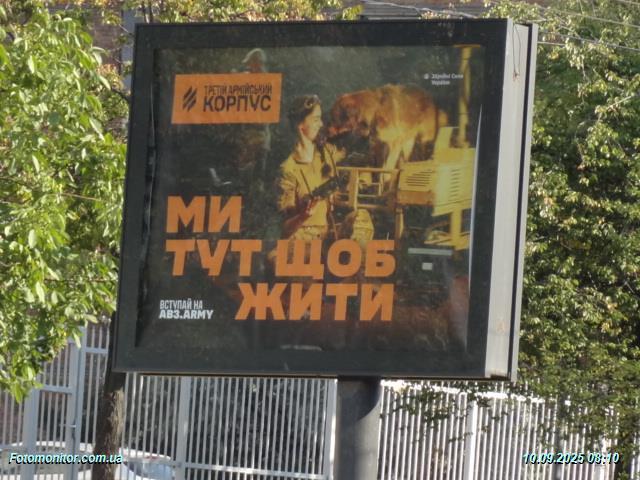 ТРЕТІЙ АРМІЙСЬКИЙ
КОРПУС
Збройні Сили
України
МИ
ТУТ ЩОБ
ЖИТИ
ВСТУПАЙ НА
AB3.ARMY
Fotomonitor.com.ua
10.09.2025 08:10